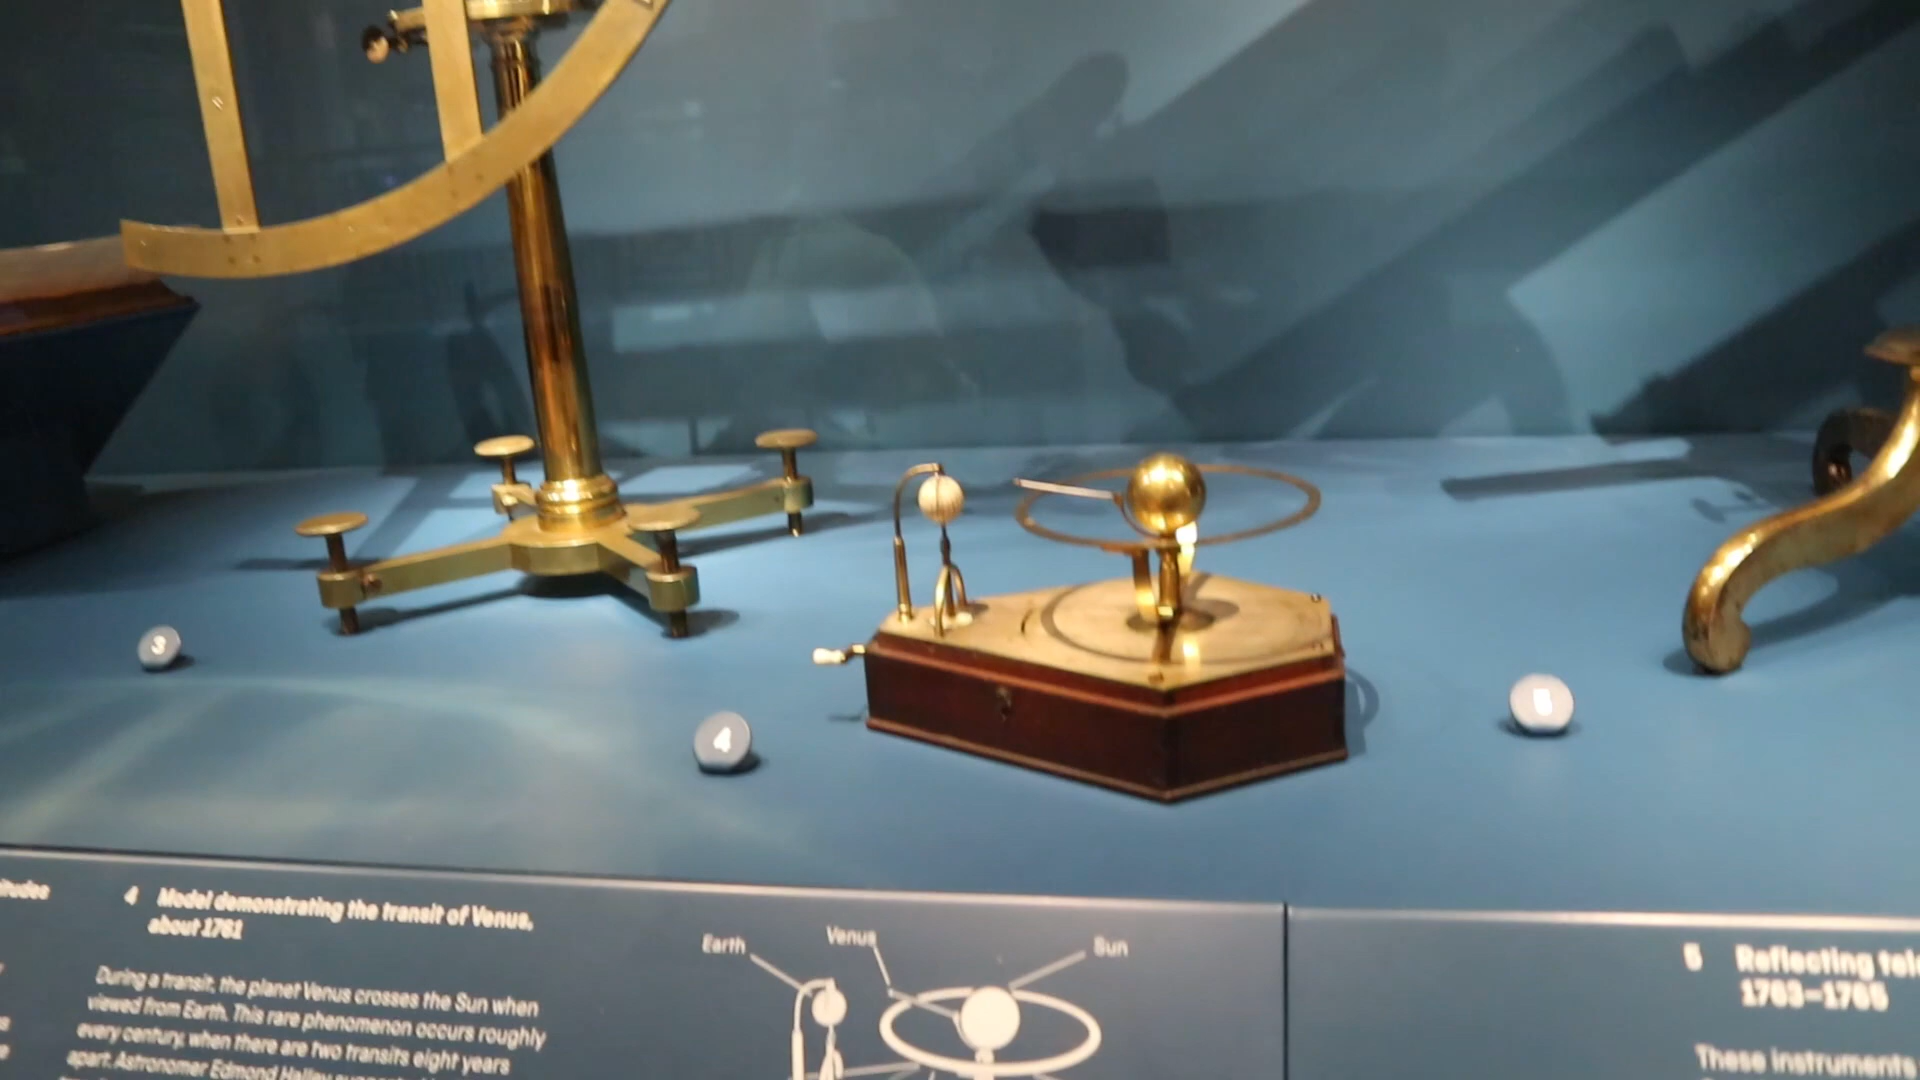 3
4
5
4 Model demonstrating the transit of Venus,
about 1761
During a transit, the planet Venus crosses the Sun when
viewed from Earth. This rare phenomenon occurs roughly
every century, when there are two transits eight years
apart. Astronomer Edmond Halley
Earth
Venus
Sun
5 Reflecting
1763–1765
These instruments